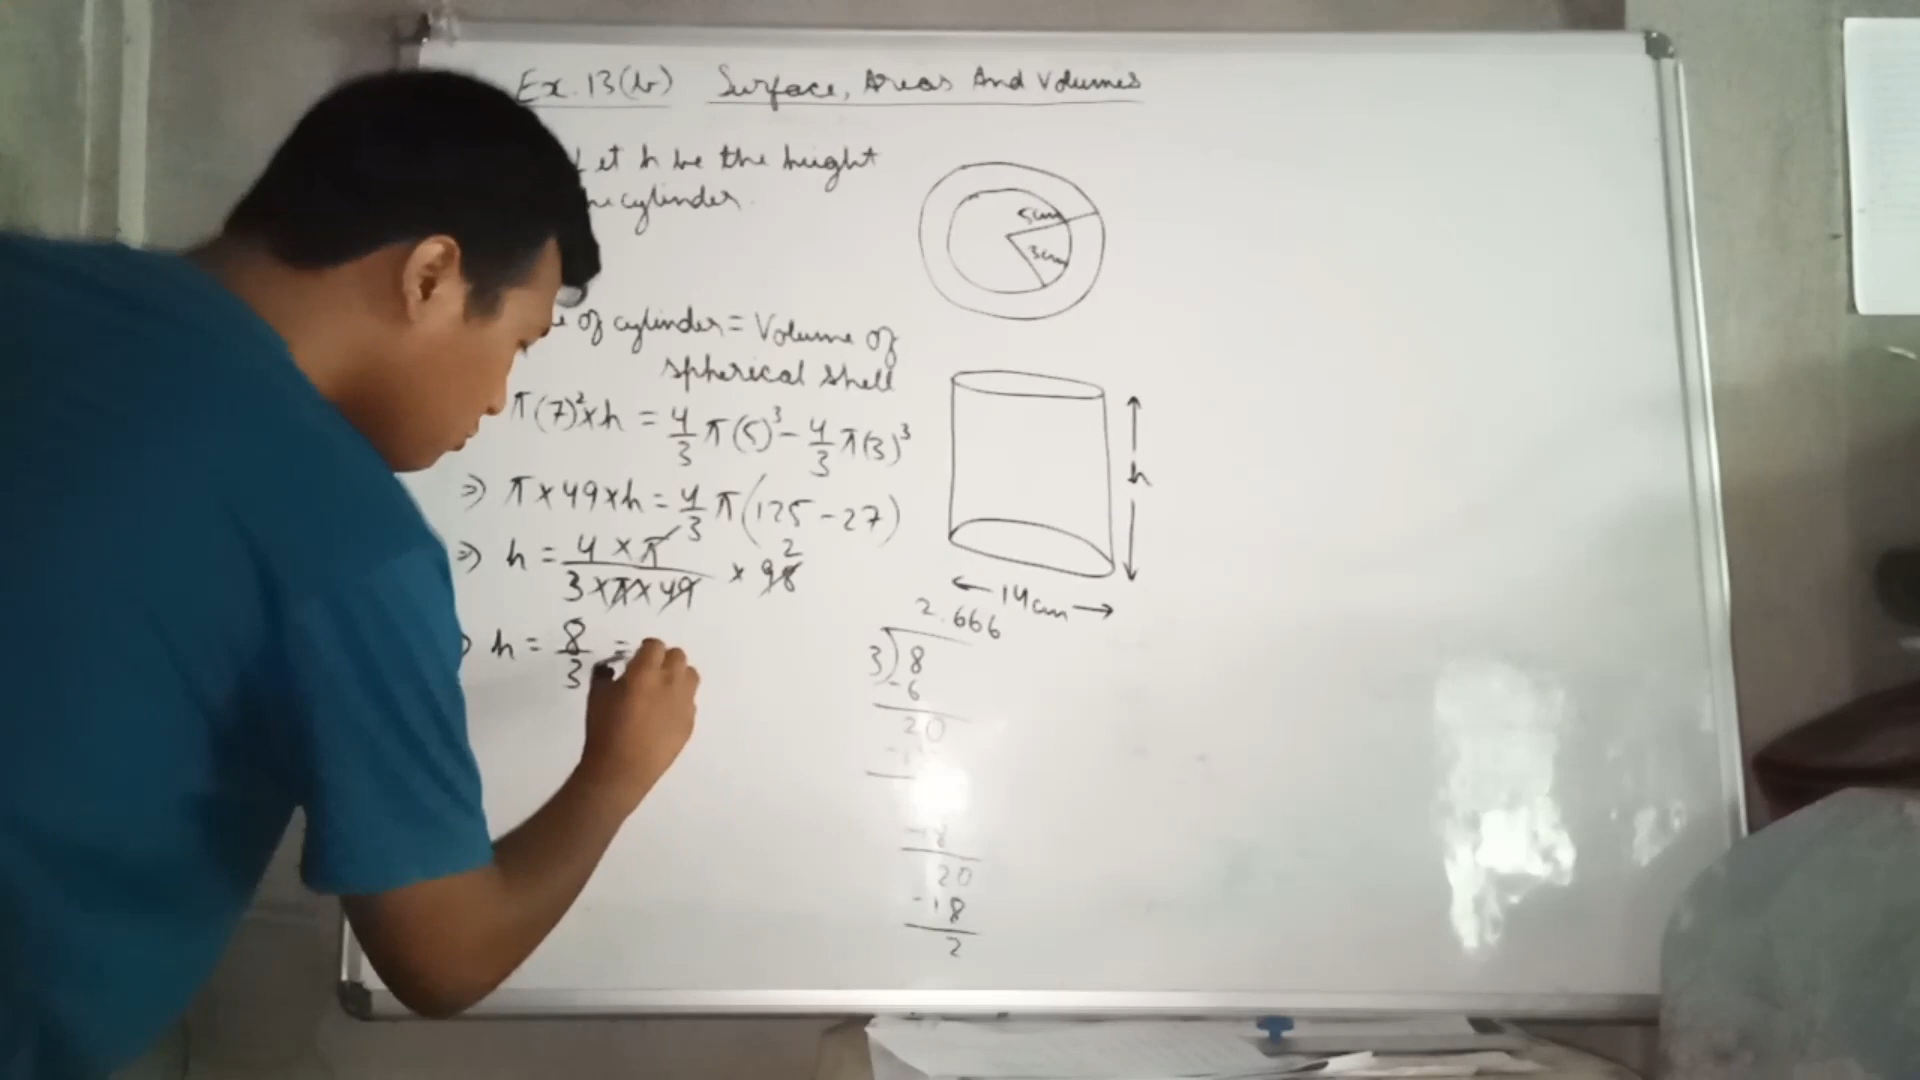 Ex. 13(b) Surface, Areas And Volumes
Let h be the height
cylinder.
5cm
3cm
of cylinder = Volume of
spherical shell
π(7)²×h = 4/3 π(5)³ - 4/3 π(3)³
⇒ π×49×h = 4/3 π(125-27)
⇒ h = 4×π/3×π×49 × 98 2
h = 8/3 =
h
14cm
2.666
3)8
-6
20
-18
20
-18
2